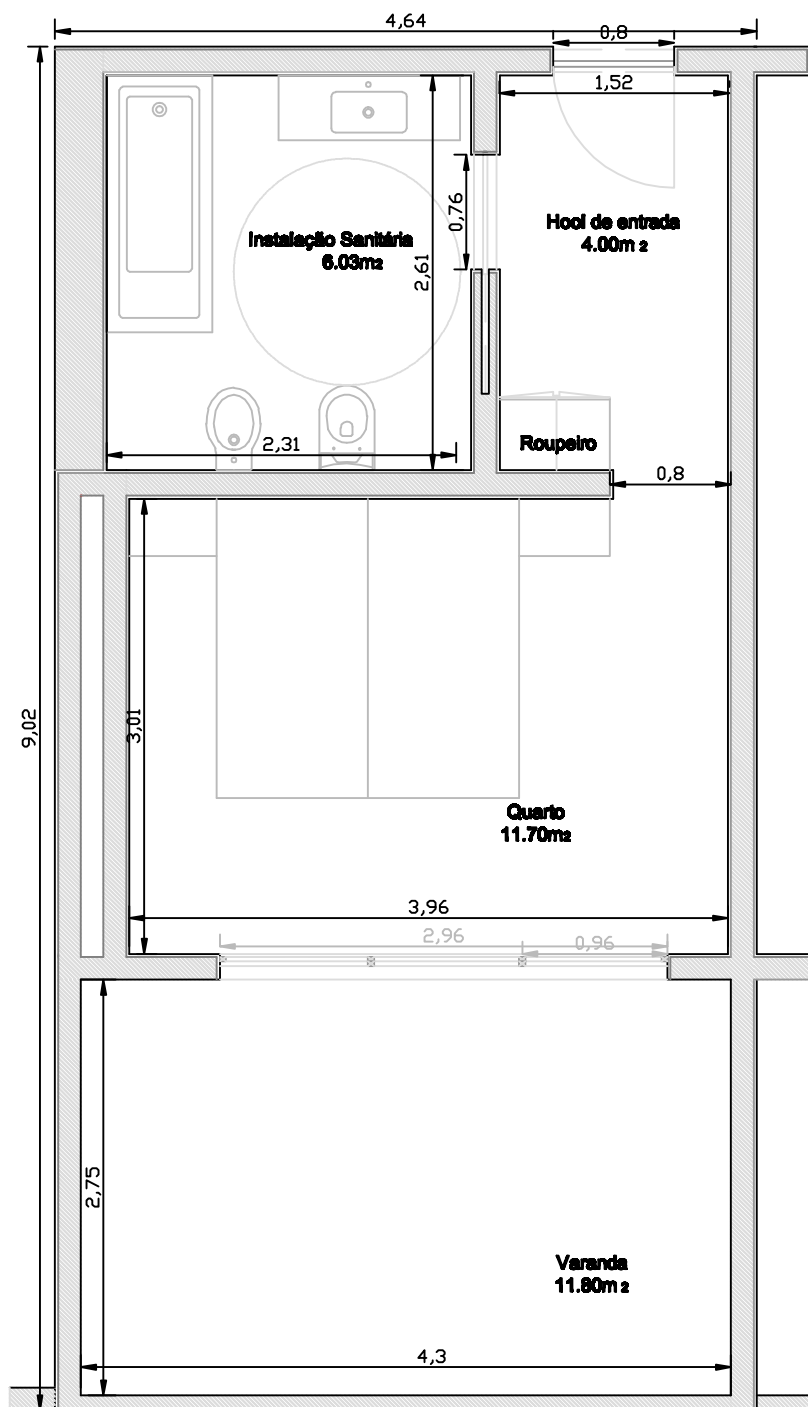 4,64
0,8
1,52
0,76
Hool de entrada
4.00m 2
Instalação Sanitária
6.03m2
2,61
2,31
Roupeiro
0,8
3,01
9,02
Quarto
11.70m2
3,96
2,96
0,96
2,75
Varanda
11.80m 2
4,3